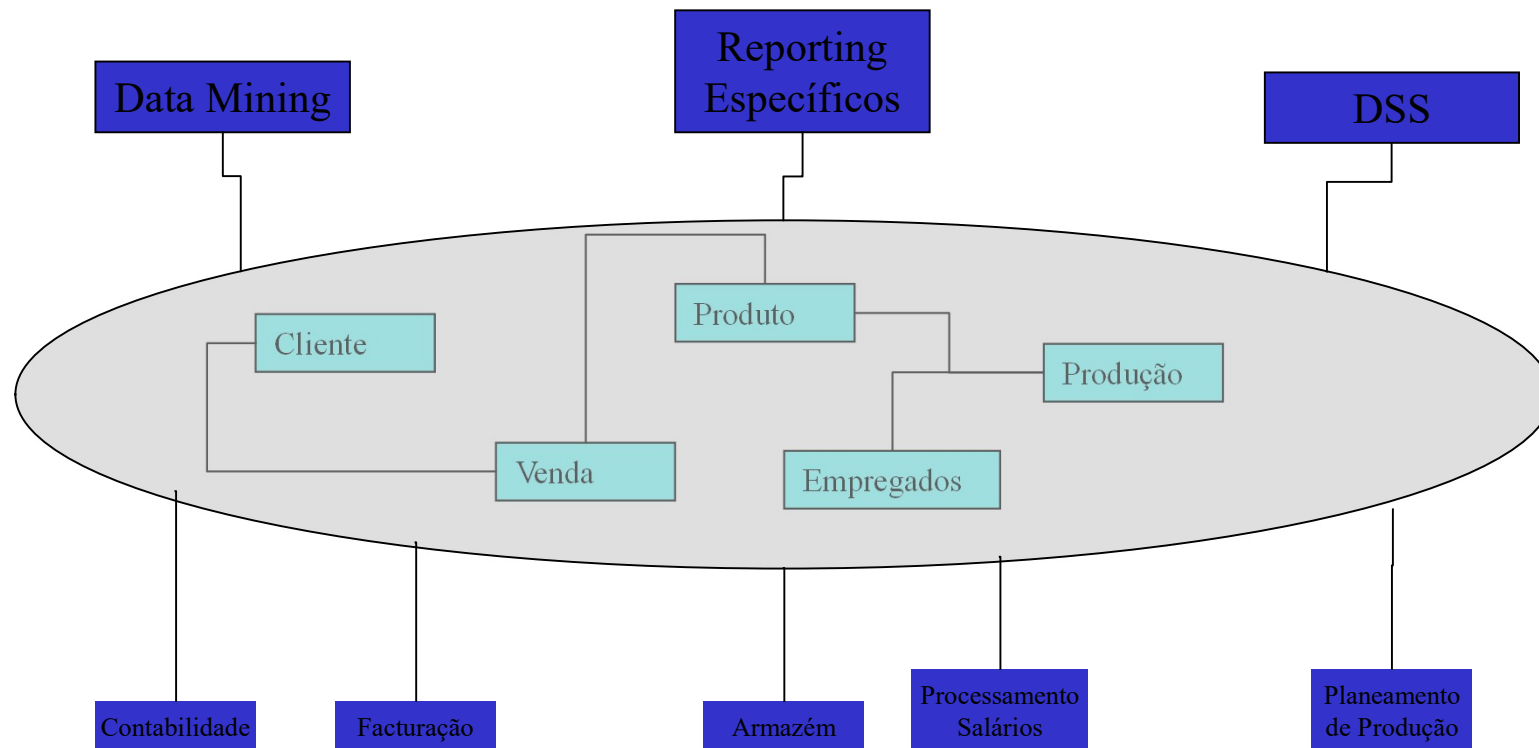 Data Mining
Reporting
Específicos
DSS
Cliente
Produto
Produção
Venda
Empregados
Contabilidade
Facturação
Armazém
Processamento
Salários
Planeamento
de Produção